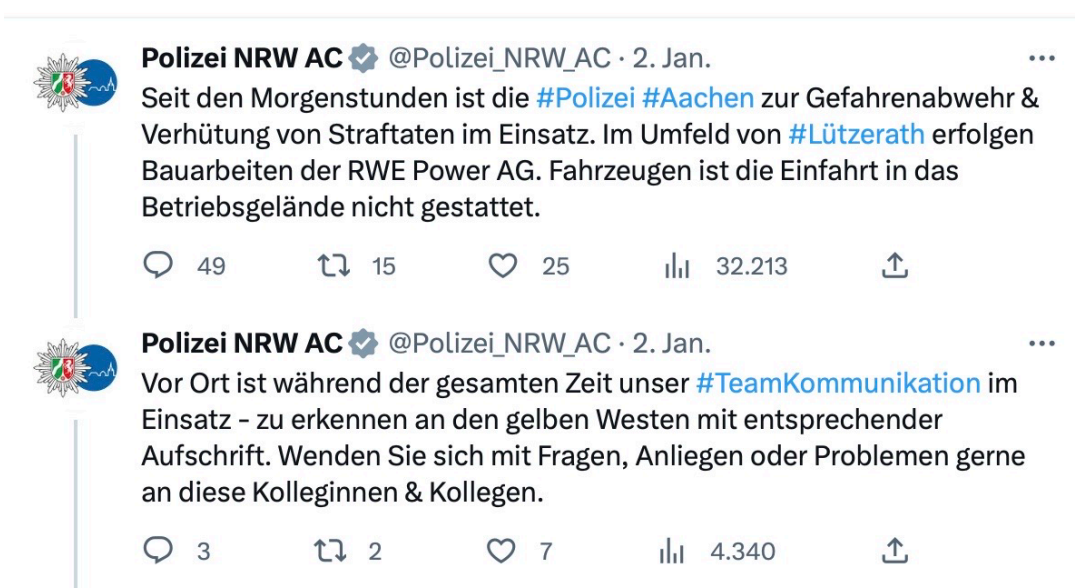 Polizei NRW AC @Polizei_NRW_AC · 2. Jan.
Seit den Morgenstunden ist die #Polizei #Aachen zur Gefahrenabwehr &
Verhütung von Straftaten im Einsatz. Im Umfeld von #Lützerath erfolgen
Bauarbeiten der RWE Power AG. Fahrzeugen ist die Einfahrt in das
Betriebsgelände nicht gestattet.
49 15 25 32.213
Polizei NRW AC @Polizei_NRW_AC · 2. Jan.
Vor Ort ist während der gesamten Zeit unser #TeamKommunikation im
Einsatz - zu erkennen an den gelben Westen mit entsprechender
Aufschrift. Wenden Sie sich mit Fragen, Anliegen oder Problemen gerne
an diese Kolleginnen & Kollegen.
3 2 7 4.340